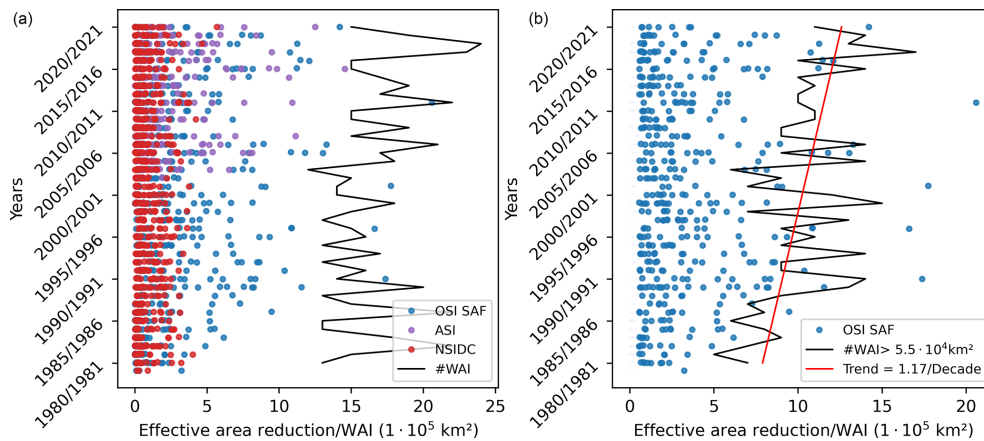 (a)
Years
2020/2021
2015/2016
2010/2011
2005/2006
2000/2001
1995/1996
1990/1991
1985/1986
1980/1981
OSI SAF
ASI
NSIDC
#WAI
0 5 10 15 20 25
Effective area reduction/WAI (1 · 10⁵ km²)
(b)
Years
2020/2021
2015/2016
2010/2011
2005/2006
2000/2001
1995/1996
1990/1991
1985/1986
1980/1981
OSI SAF
#WAI> 5.5 · 10⁴km²
Trend = 1.17/Decade
0 5 10 15 20
Effective area reduction/WAI (1 · 10⁵ km²)